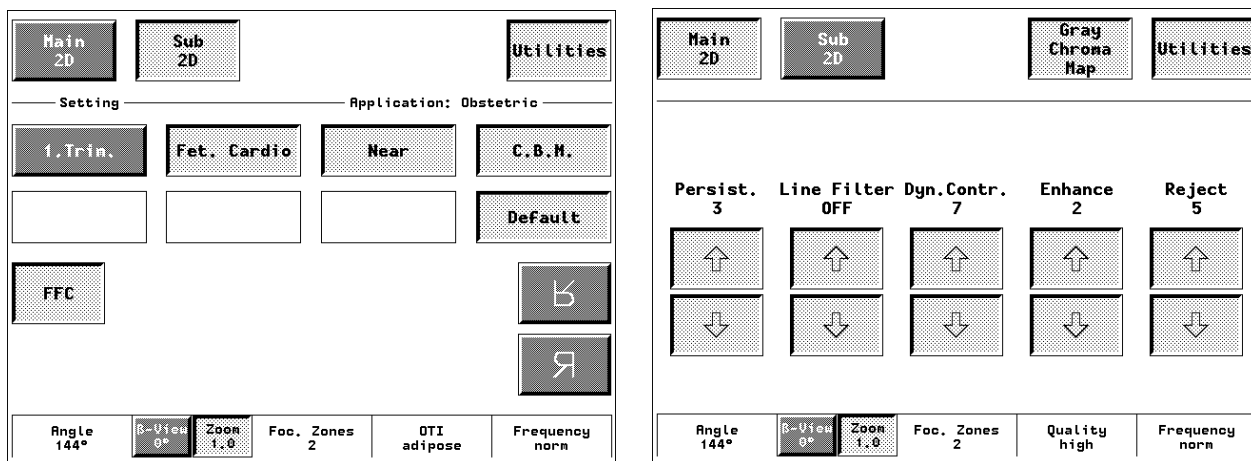 Main
2D
Sub
2D
Utilities
Setting
Application: Obstetric
1.Trim.
Fet. Cardio
Near
C.B.M.
Default
FFC
R
R
Angle
144°
B-View
0°
Zoom
1.0
Foc. Zones
2
OTI
adipose
Frequency
norm
Main
2D
Sub
2D
Gray
Chroma
Map
Utilities
Persist.
3
Line Filter
OFF
Dyn.Contr.
7
Enhance
2
Reject
5
Angle
144°
B-View
0°
Zoom
1.0
Foc. Zones
2
Quality
high
Frequency
norm